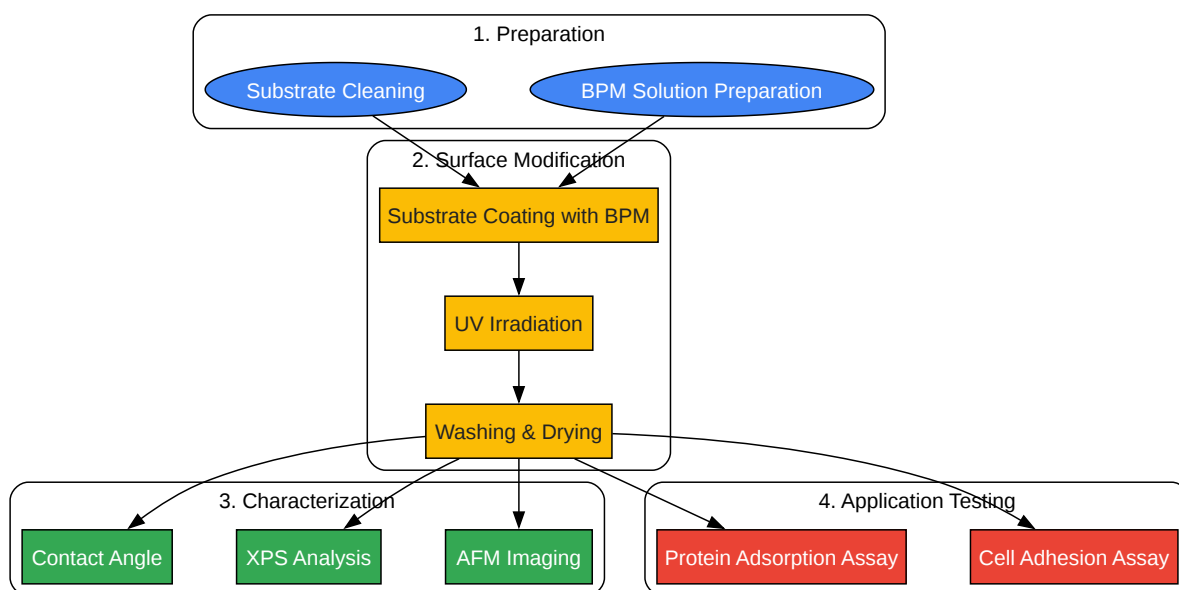 1. Preparation
Substrate Cleaning
BPM Solution Preparation
2. Surface Modification
Substrate Coating with BPM
UV Irradiation
Washing & Drying
3. Characterization
4. Application Testing
Contact Angle
XPS Analysis
AFM Imaging
Protein Adsorption Assay
Cell Adhesion Assay